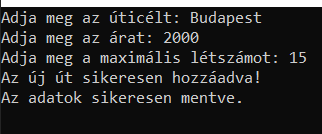 Adja meg az úticélt: Budapest
Adja meg az árat: 2000
Adja meg a maximális létszámot: 15
Az új út sikeresen hozzáadva!
Az adatok sikeresen mentve.